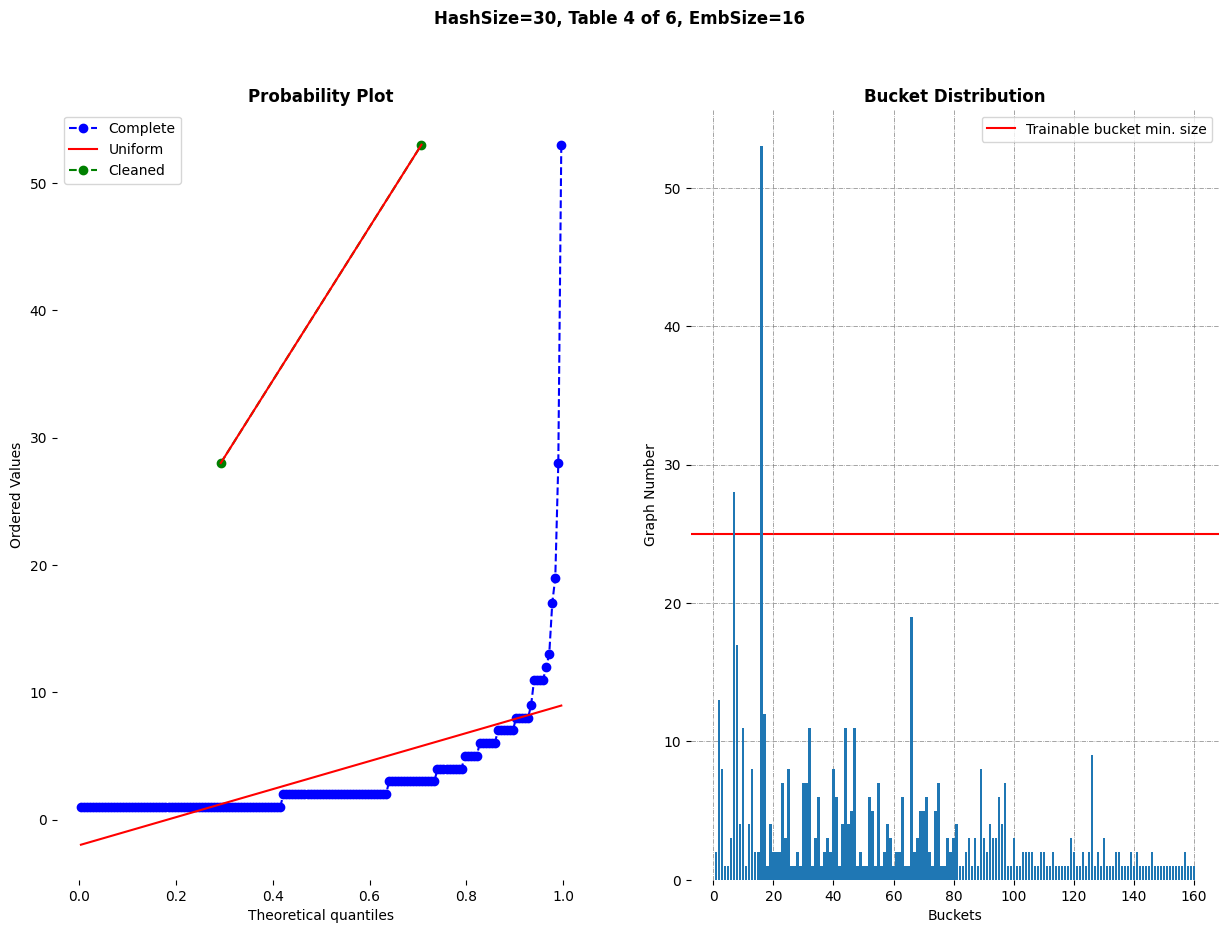 HashSize=30, Table 4 of 6, EmbSize=16
Probability Plot
Complete
Uniform
Cleaned
50
40
30
20
10
0
Ordered Values
0.0 0.2 0.4 0.6 0.8 1.0
Theoretical quantiles
Bucket Distribution
Trainable bucket min. size
50
40
30
20
10
0
Graph Number
0 20 40 60 80 100 120 140 160
Buckets